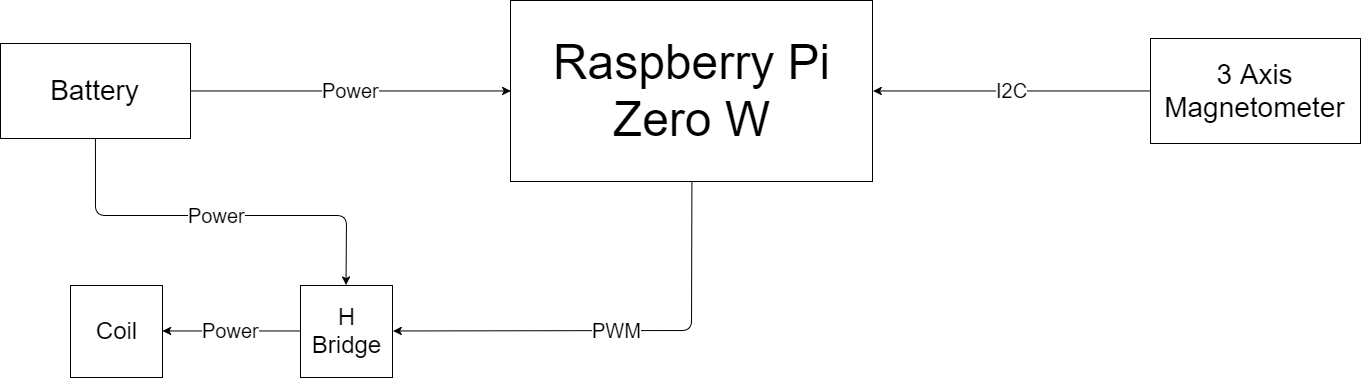 Raspberry Pi
Zero W
Battery
Power
I2C
3 Axis
Magnetometer
Power
Coil
Power
H
Bridge
PWM